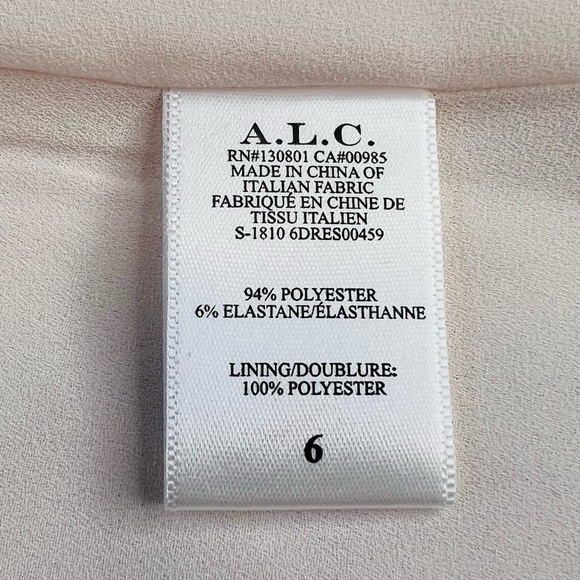 A.L.C.
RN#130801 CA#00985
MADE IN CHINA OF
ITALIAN FABRIC
FABRIQUÉ EN CHINE DE
TISSU ITALIEN
S-1810 6DRES00459
94% POLYESTER
6% ELASTANE/ÉLASTHANNE
LINING/DOUBLURE:
100% POLYESTER
6